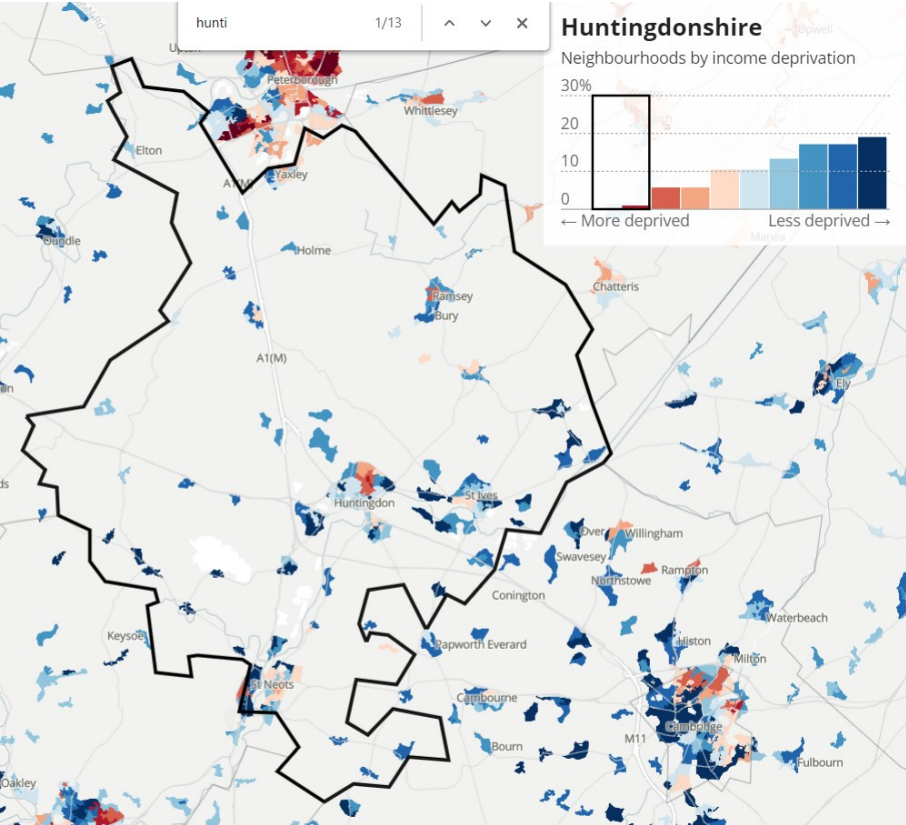 hunti
1/13
Huntingdonshire
Neighbourhoods by income deprivation
30%
20
10
0
← More deprived
Less deprived →
Upwell
Manea
Peterborough
Whittlesey
Elton
A1(M)
Yaxley
Oundle
Holme
Ramsey
Bury
Chatteris
A1(M)
Ely
Huntingdon
St Ives
Over
Willingham
Swavesey
Rampton
Northstowe
Conington
Waterbeach
Keysoe
Papworth Everard
Histon
Milton
St Neots
Cambourne
Cambridge
M11
Bourn
Fulbourn
Oakley